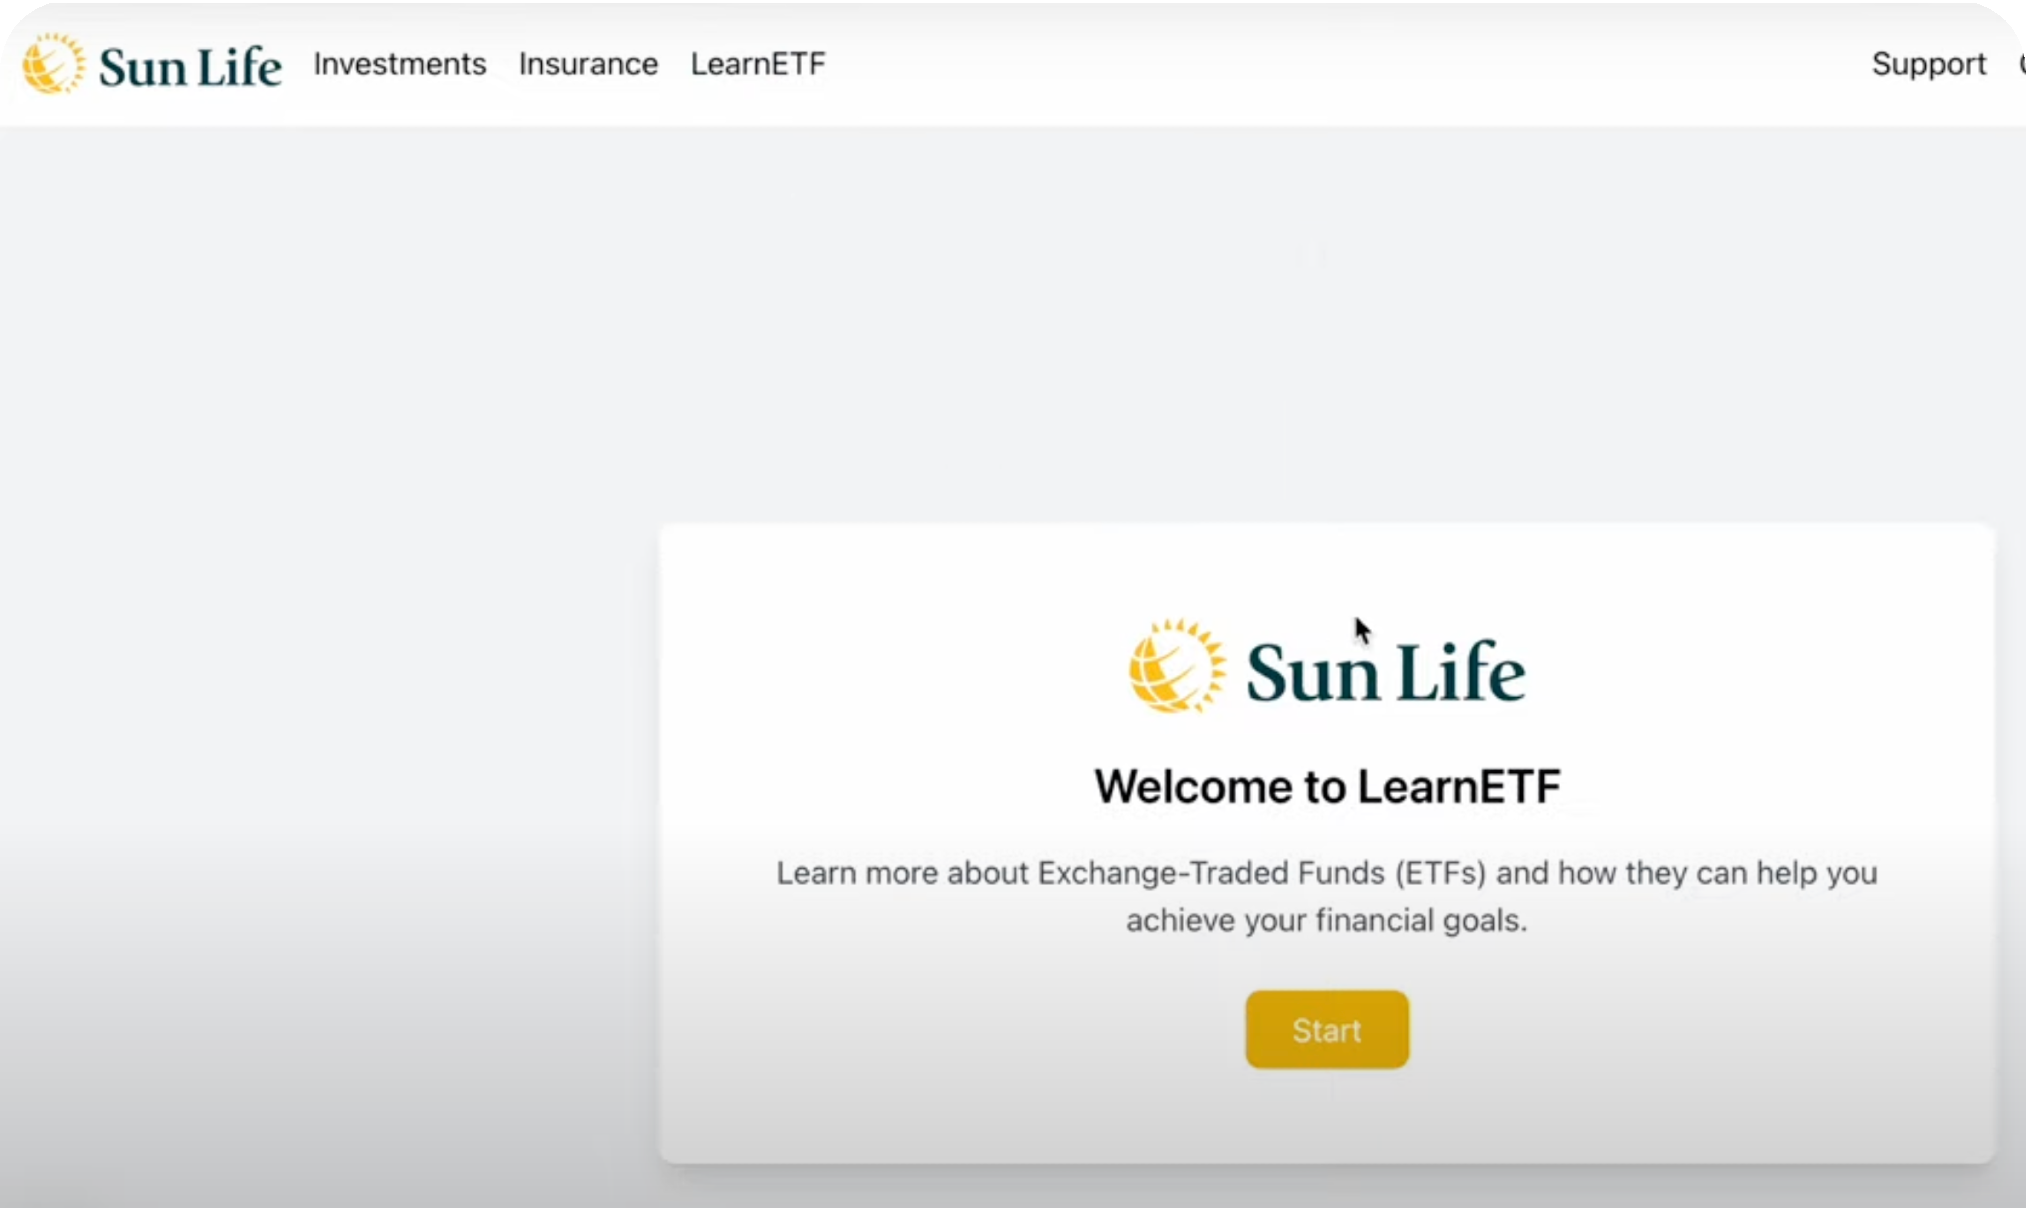 Sun Life Investments Insurance LearnETF Support
Sun Life
Welcome to LearnETF
Learn more about Exchange-Traded Funds (ETFs) and how they can help you
achieve your financial goals.
Start